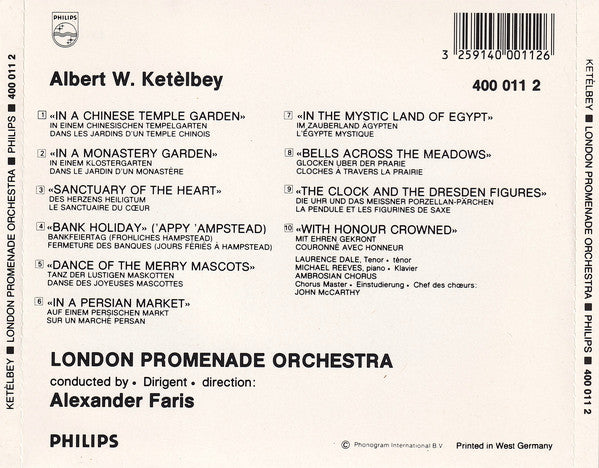 KETÈLBEY ■ LONDON PROMENADE ORCHESTRA ■ PHILIPS ■ 400 011 2
PHILIPS
3 259140 001126
Albert W. Ketèlbey
400 011 2
1 «IN A CHINESE TEMPLE GARDEN»
IN EINEM CHINESISCHEN TEMPELGARTEN
DANS LES JARDINS D'UN TEMPLE CHINOIS
2 «IN A MONASTERY GARDEN»
IN EINEM KLOSTERGARTEN
DANS LE JARDIN D'UN MONASTÈRE
3 «SANCTUARY OF THE HEART»
DES HERZENS HEILIGTUM
LE SANCTUAIRE DU CŒUR
4 «BANK HOLIDAY» ('APPY 'AMPSTEAD)
BANKFEIERTAG (FROHLICHES HAMPSTEAD)
FERMETURE DES BANQUES (JOURS FÉRIÉS À HAMPSTEAD)
5 «DANCE OF THE MERRY MASCOTS»
TANZ DER LUSTIGEN MASKOTTEN
DANSE DES JOYEUSES MASCOTTES
6 «IN A PERSIAN MARKET»
AUF EINEM PERSISCHEN MARKT
SUR UN MARCHÉ PERSAN
7 «IN THE MYSTIC LAND OF EGYPT»
IM ZAUBERLAND AGYPTEN
L'ÉGYPTE MYSTIQUE
8 «BELLS ACROSS THE MEADOWS»
GLOCKEN UBER DER PRARIE
CLOCHES A TRAVERS LA PRAIRIE
9 «THE CLOCK AND THE DRESDEN FIGURES»
DIE UHR UND DAS MEISSNER PORZELLAN-PÄRCHEN
LA PENDULE ET LES FIGURINES DE SAXE
10 «WITH HONOUR CROWNED»
MIT EHREN GEKRONT
COURONNÉ AVEC HONNEUR
LAURENCE DALE, Tenor • ténor
MICHAEL REEVES, piano • Klavier
AMBROSIAN CHORUS
Chorus Master • Einstudierung • Chef des chœurs:
JOHN McCARTHY
LONDON PROMENADE ORCHESTRA
conducted by • Dirigent • direction:
Alexander Faris
PHILIPS
© Phonogram International B.V.
Printed in West Germany
KETÈLBEY ■ LONDON PROMENADE ORCHESTRA ■ PHILIPS ■ 400 011 2